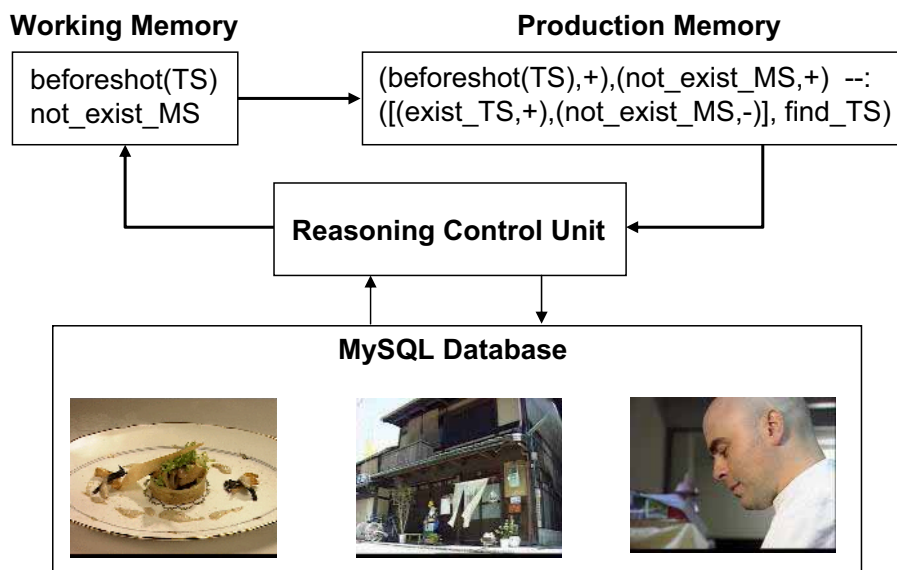 Working Memory
Production Memory
beforeshot(TS)
not_exist_MS
(beforeshot(TS),+),(not_exist_MS,+) --:
([(exist_TS,+),(not_exist_MS,-)], find_TS)
Reasoning Control Unit
MySQL Database